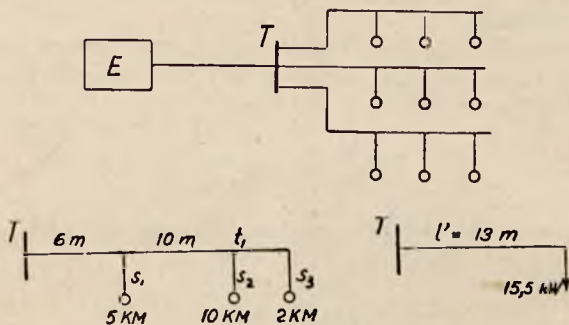 T
E
T
6 m 10 m t₁
T
l' = 13 m
s₁ s₂ s₃
15,5 kW
5 KM 10 KM 2 KM